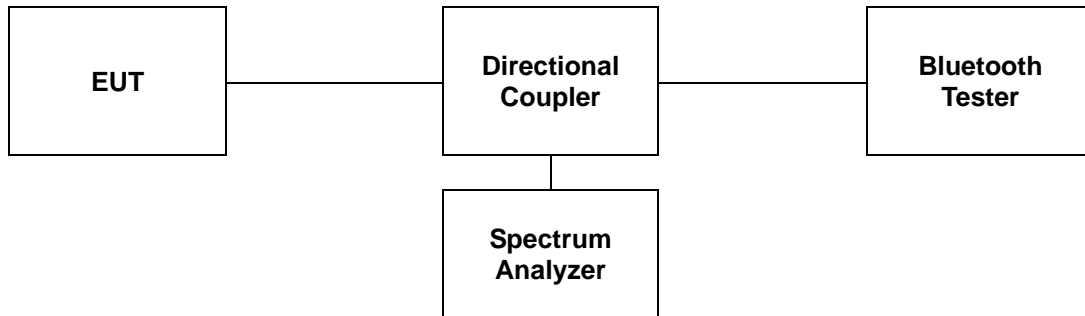 EUT
Directional
Coupler
Bluetooth
Tester
Spectrum
Analyzer